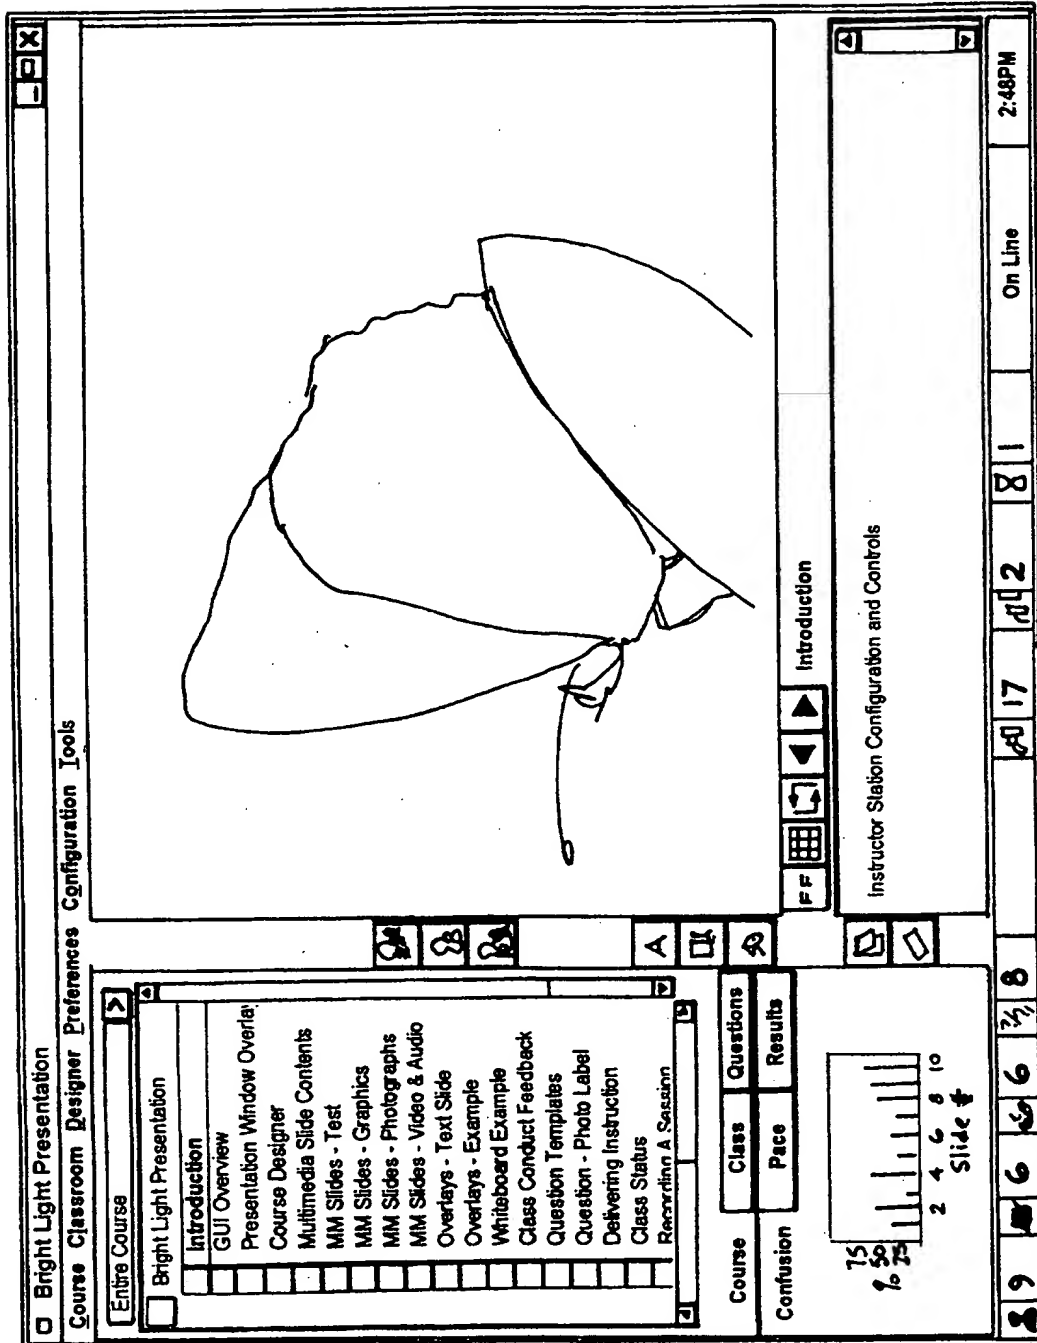 Bright Light Presentation
Course Classroom Designer Preferences Configuration Tools
Entire Course >
Bright Light Presentation
Introduction
GUI Overview
Presentation Window Overla
Course Designer
Multimedia Slide Contents
MM Slides - Test
MM Slides - Graphics
MM Slides - Photographs
MM Slides - Video & Audio
Overlays - Text Slide
Overlays - Example
Whiteboard Example
Class Conduct Feedback
Question Templates
Question - Photo Label
Delivering Instruction
Class Status
Recording A Session
A
FF Introduction
Course Class Questions
Confusion Pace Results
75
% 50
25
2 4 6 8 10
Slide #
Instructor Station Configuration and Controls
9 6 6 8 17 2 1 On Line 2:48PM